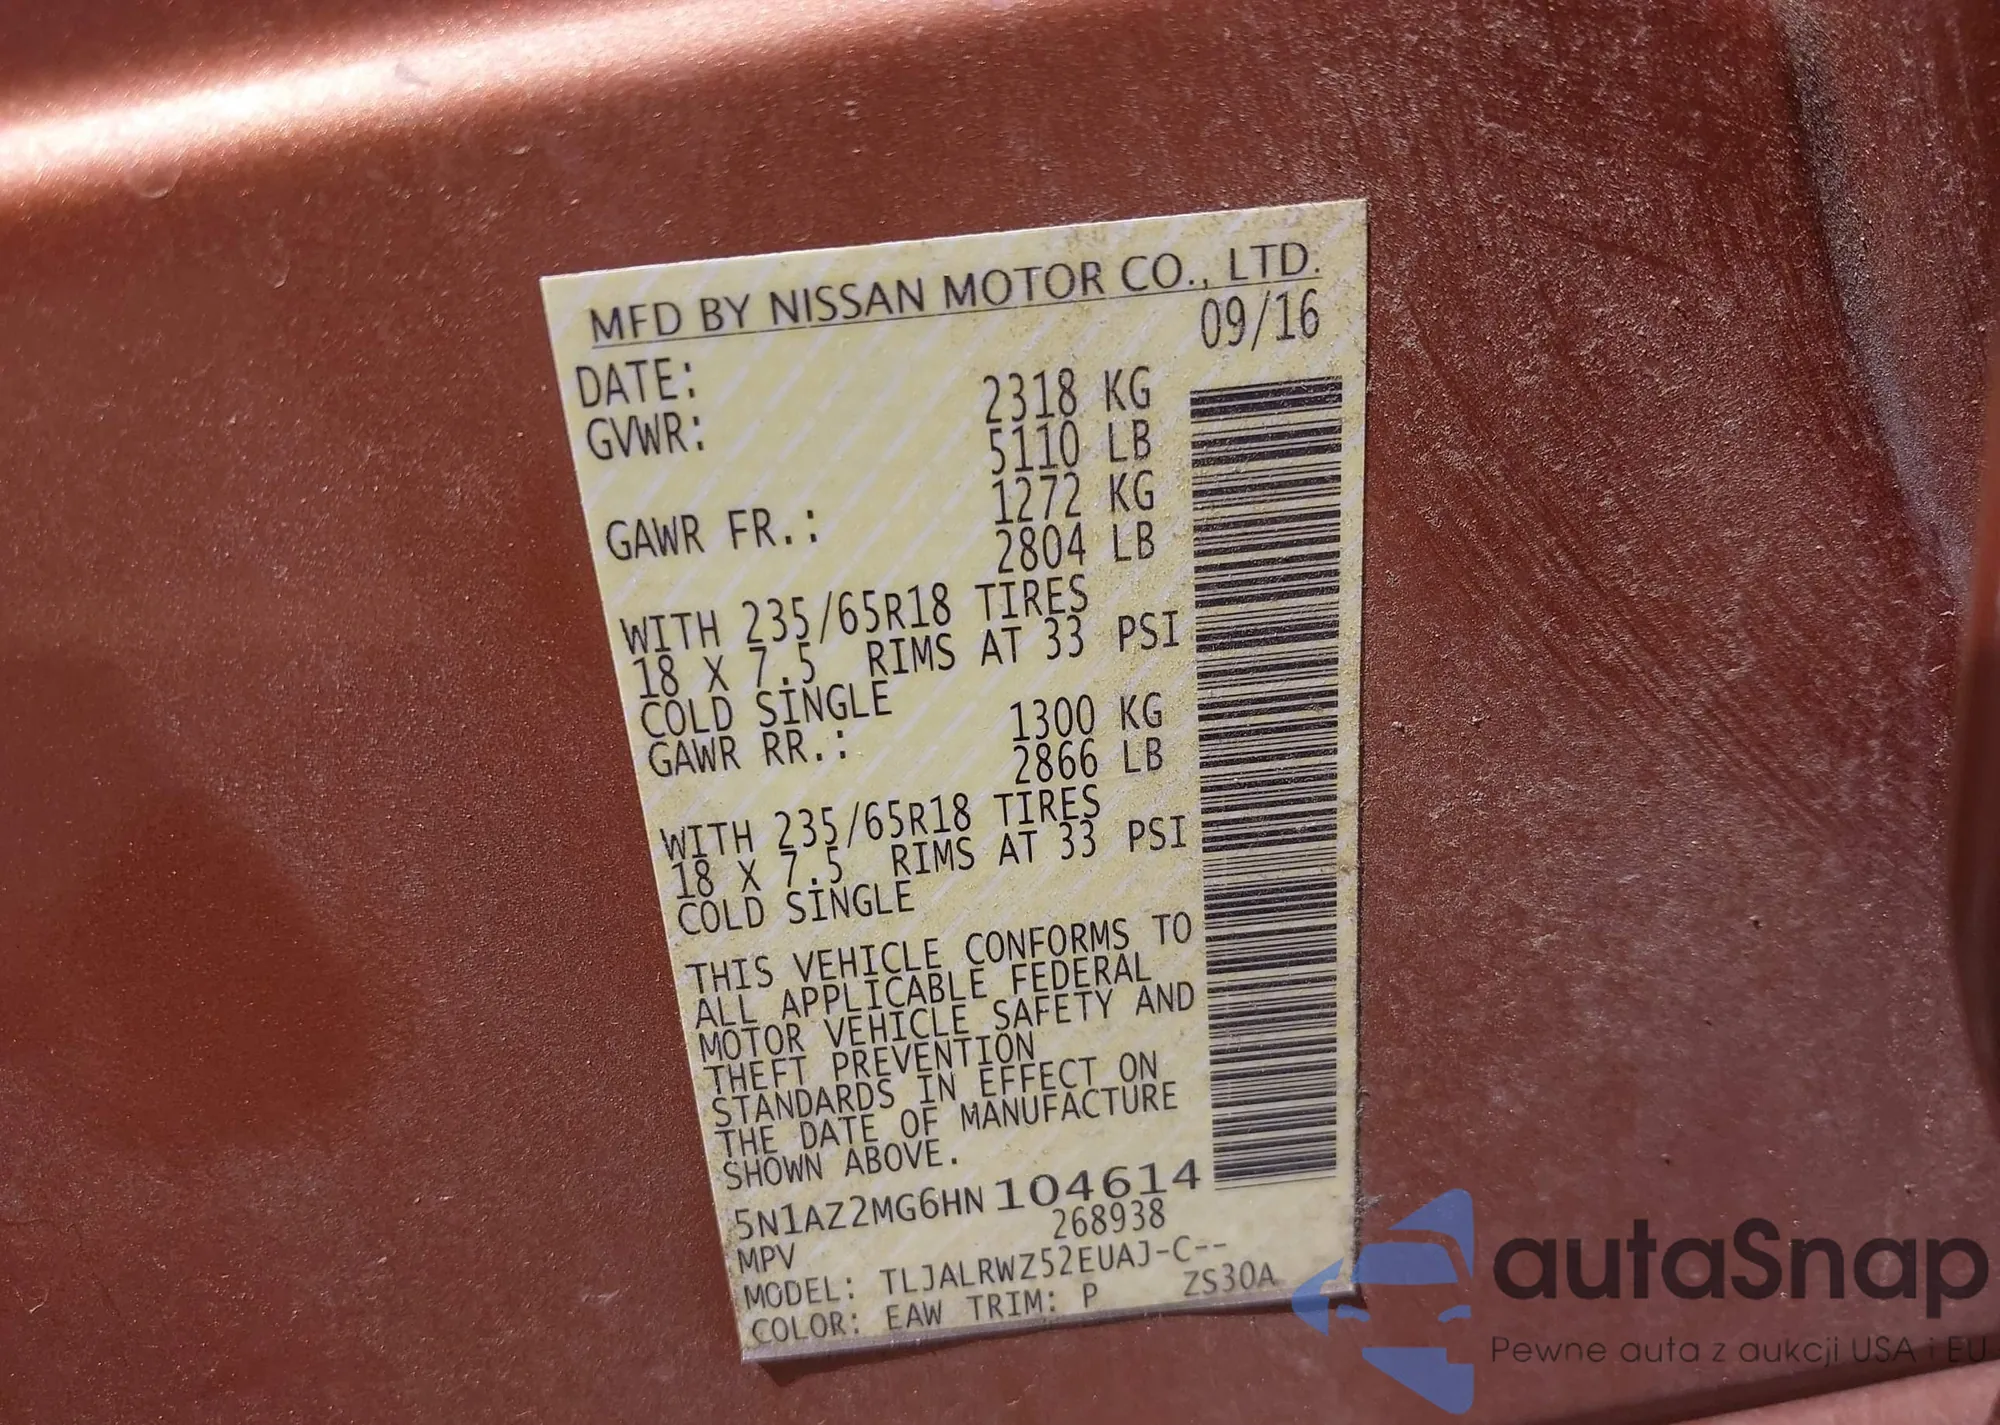 MFD BY NISSAN MOTOR CO., LTD.
DATE: 09/16
GVWR: 2318 KG
5110 LB
GAWR FR.: 1272 KG
2804 LB
WITH 235/65R18 TIRES
18 X 7.5 RIMS AT 33 PSI
COLD SINGLE
GAWR RR.: 1300 KG
2866 LB
WITH 235/65R18 TIRES
18 X 7.5 RIMS AT 33 PSI
COLD SINGLE
THIS VEHICLE CONFORMS TO
ALL APPLICABLE FEDERAL
MOTOR VEHICLE SAFETY AND
THEFT PREVENTION
STANDARDS IN EFFECT ON
THE DATE OF MANUFACTURE
SHOWN ABOVE.
5N1AZ2MG6HN104614
MPV 268938
MODEL: TLJALRWZ52EUAJ-C--
COLOR: EAW TRIM: P ZS30A
autaSnap
Pewne auta z aukcji USA i EU